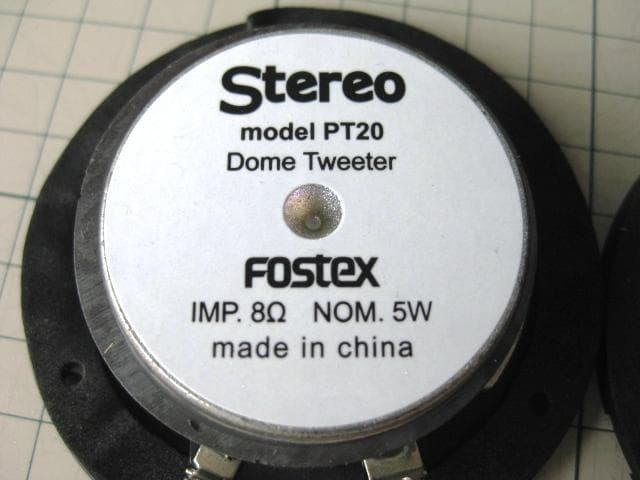 Stereo
model PT20
Dome Tweeter
FOSTEX
IMP. 8Ω NOM. 5W
made in china